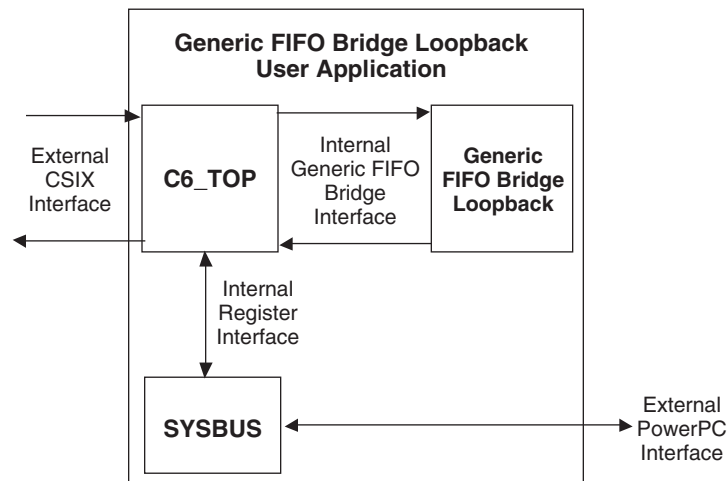 Generic FIFO Bridge Loopback
User Application
External
CSIX
Interface
C6_TOP
Internal
Generic FIFO
Bridge
Interface
Generic
FIFO Bridge
Loopback
Internal
Register
Interface
SYSBUS
External
PowerPC
Interface